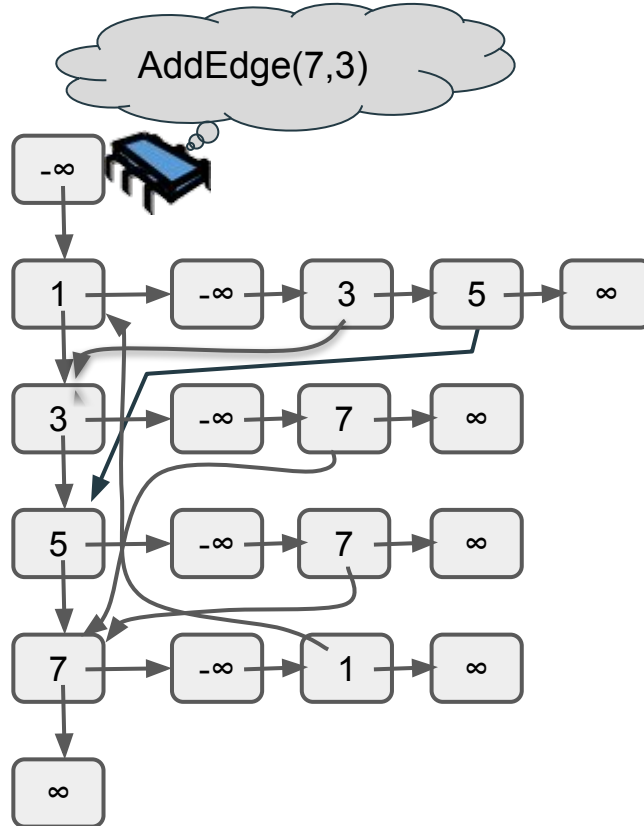 AddEdge(7,3)
-∞
1 -∞ 3 5 ∞
3 -∞ 7 ∞
5 -∞ 7 ∞
7 -∞ 1 ∞
∞